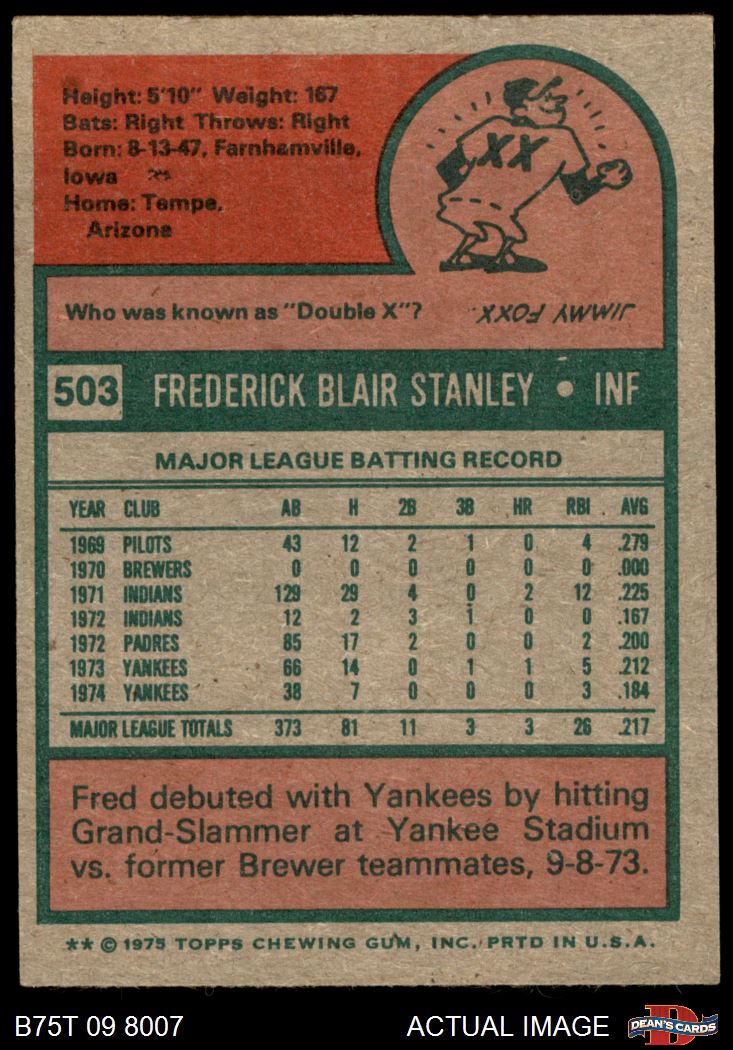 Height: 5'10" Weight: 167
Bats: Right Throws: Right
Born: 8-13-47, Farnhamville,
Iowa
Home: Tempe,
Arizona
XX
Who was known as "Double X"? JIMMY FOXX.
503 FREDERICK BLAIR STANLEY • INF
MAJOR LEAGUE BATTING RECORD
YEAR CLUB AB H 2B 3B HR RBI AVG
1969 PILOTS 43 12 2 1 0 4 .279
1970 BREWERS 0 0 0 0 0 0 .000
1971 INDIANS 129 29 4 0 2 12 .225
1972 INDIANS 12 2 3 1 0 0 .167
1972 PADRES 85 17 2 0 0 2 .200
1973 YANKEES 66 14 0 1 1 5 .212
1974 YANKEES 38 7 0 0 0 3 .184
MAJOR LEAGUE TOTALS 373 81 11 3 3 26 .217
Fred debuted with Yankees by hitting
Grand-Slammer at Yankee Stadium
vs. former Brewer teammates, 9-8-73.
** © 1975 TOPPS CHEWING GUM, INC. PRTD IN U.S.A.
B75T 09 8007 ACTUAL IMAGE D DEAN'S CARDS